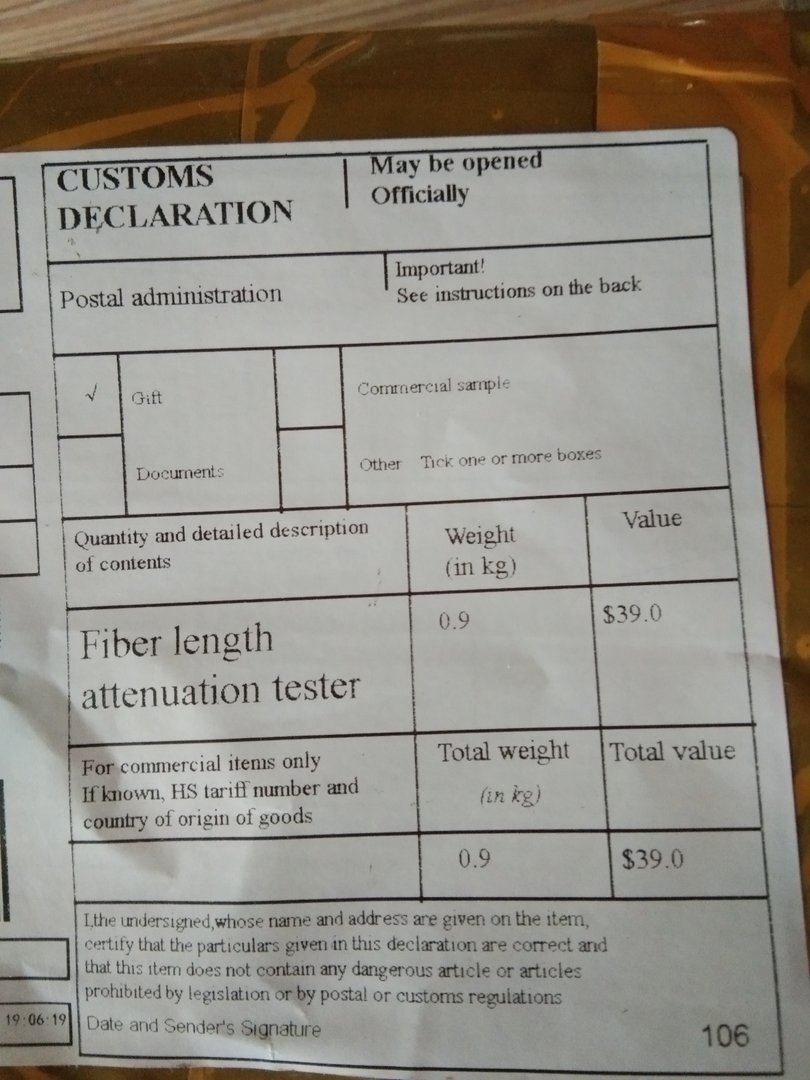 CUSTOMS
DECLARATION
May be opened
Officially
Postal administration
Important!
See instructions on the back
√
Gift
Commercial sample
Documents
Other Tick one or more boxes
Quantity and detailed description
of contents
Weight
(in kg)
Value
Fiber length
attenuation tester
0.9
$39.0
For commercial items only
If known, HS tariff number and
country of origin of goods
Total weight
(in kg)
Total value
0.9
$39.0
I,the undersigned,whose name and address are given on the item,
certify that the particulars given in this declaration are correct and
that this item does not contain any dangerous article or articles
prohibited by legislation or by postal or customs regulations
Date and Sender's Signature
106
19:06:19